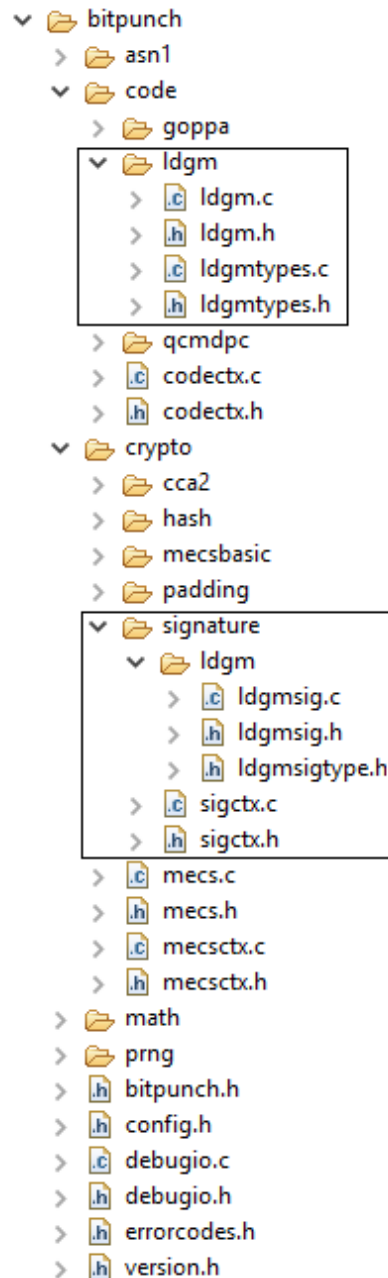 bitpunch
asn1
code
goppa
ldgm
.c ldgm.c
.h ldgm.h
.c ldgmtypes.c
.h ldgmtypes.h
qcmdpc
.c codectx.c
.h codectx.h
crypto
cca2
hash
mecsbasic
padding
signature
ldgm
.c ldgmsig.c
.h ldgmsig.h
.h ldgmsigtype.h
.c sigctx.c
.h sigctx.h
.c mecs.c
.h mecs.h
.c mecsctx.c
.h mecsctx.h
math
prng
.h bitpunch.h
.h config.h
.c debugio.c
.h debugio.h
.h errorcodes.h
.h version.h